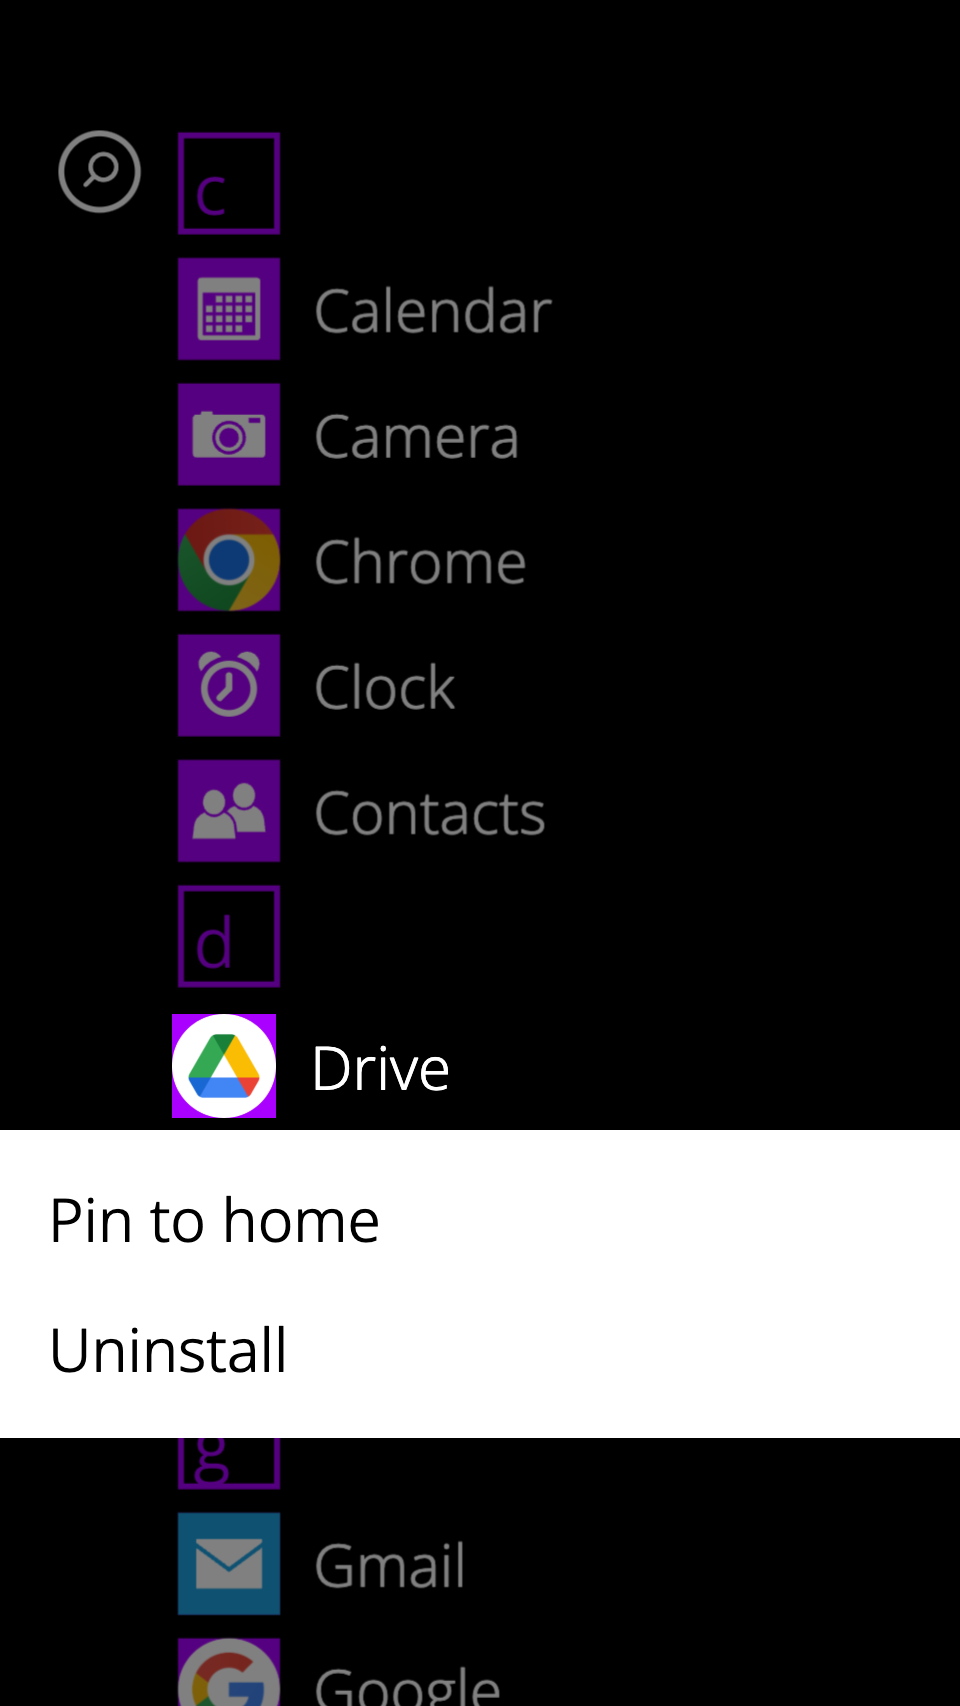 c
Calendar
Camera
Chrome
Clock
Contacts
d
Drive
Pin to home
Uninstall
g
Gmail
Google